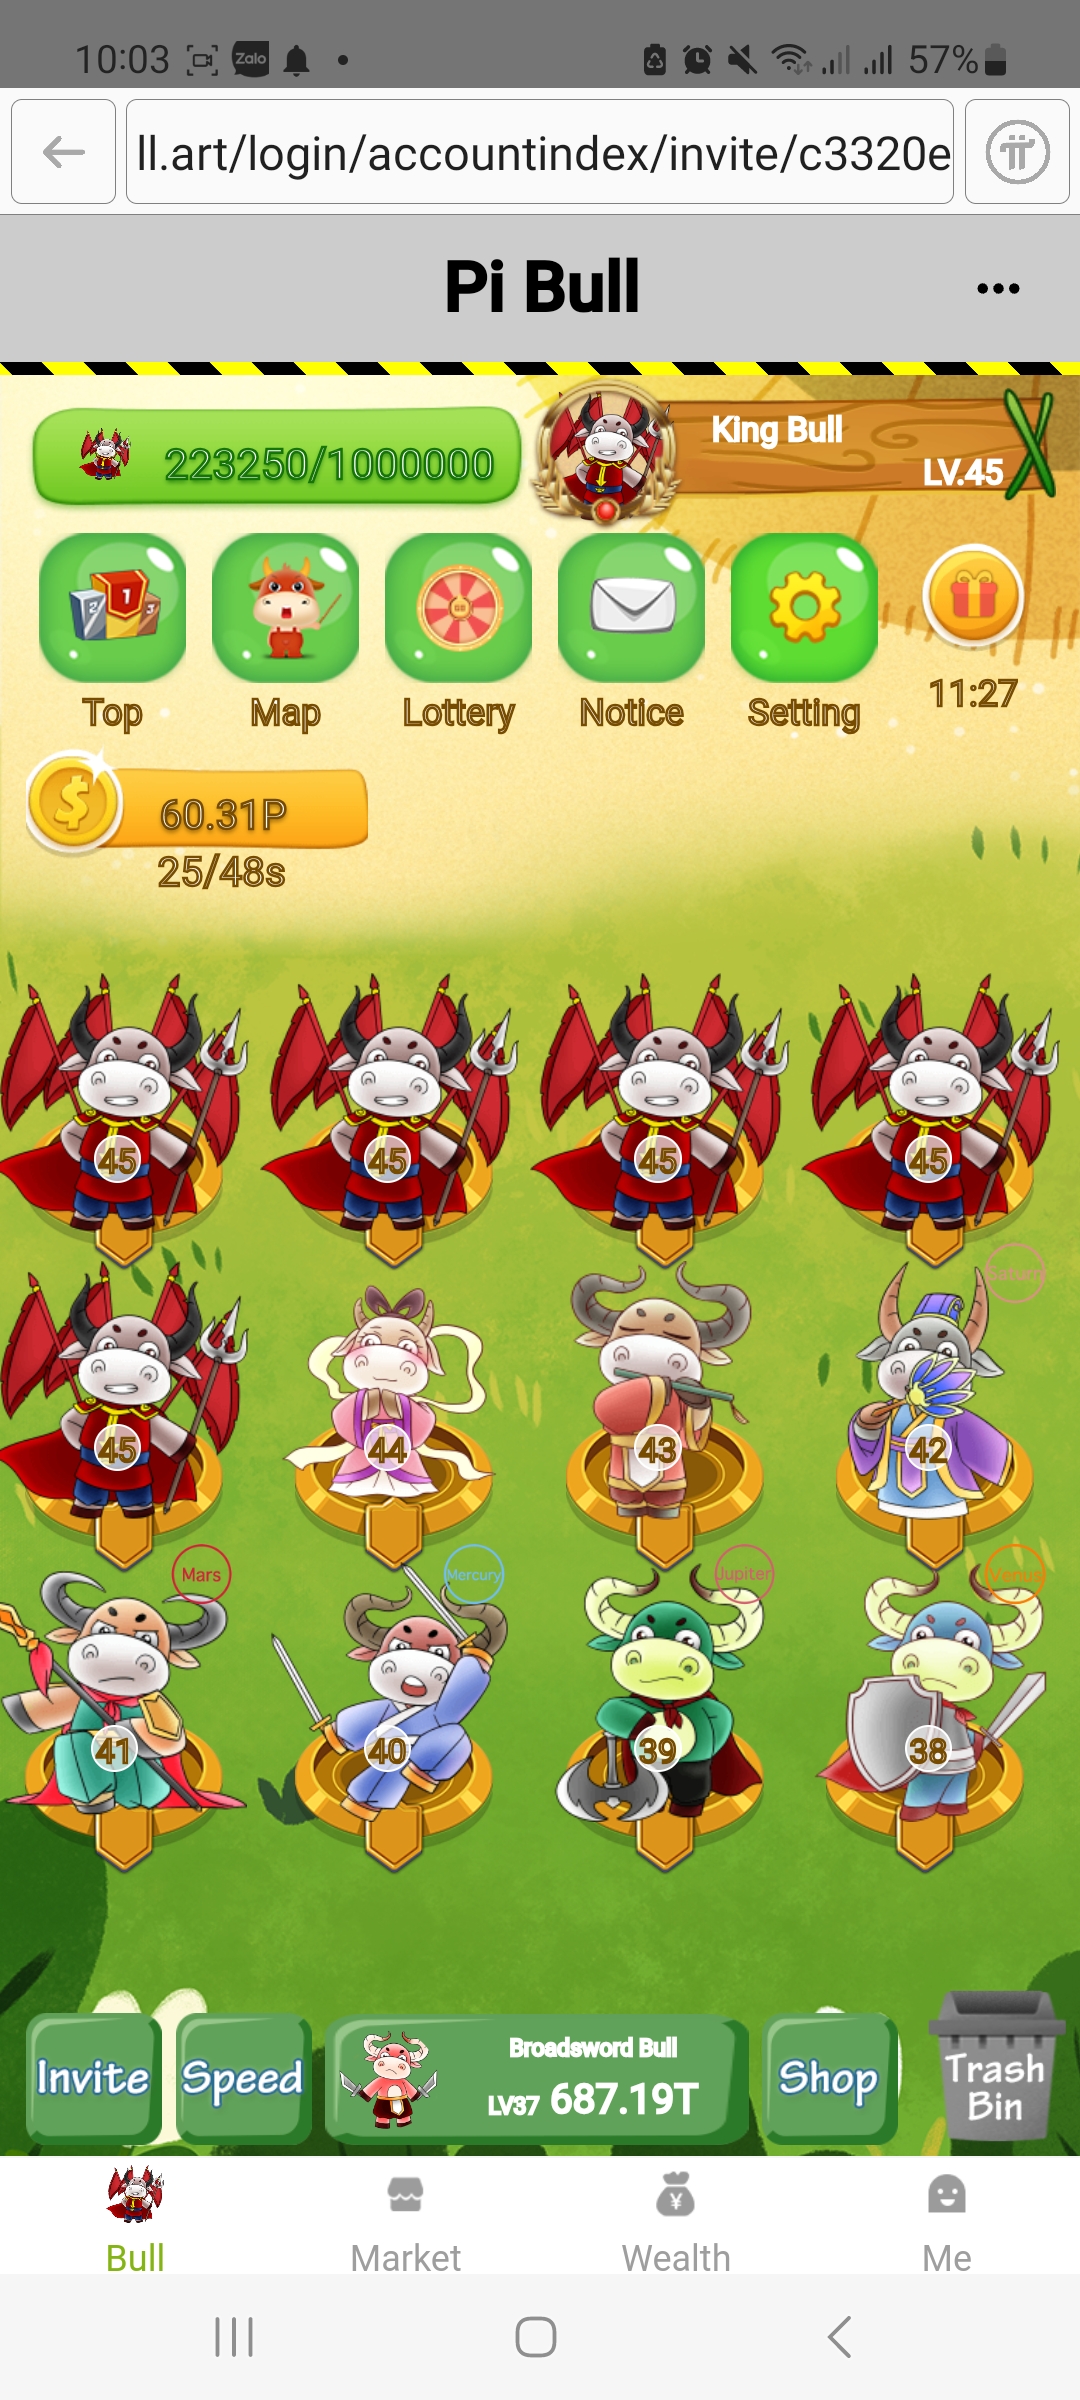 10:03 Zalo 57%
ll.art/login/accountindex/invite/c3320e
Pi Bull
223250/1000000
King Bull
LV.45
Top
Map
Lottery
Notice
Setting
11:27
60.31P
25/48s
45
45
45
45
Saturn
45
44
43
42
Mars
Mercury
Jupiter
Venus
41
40
39
38
Invite
Speed
Broadsword Bull
LV37 687.19T
Shop
Trash
Bin
Bull
Market
Wealth
Me